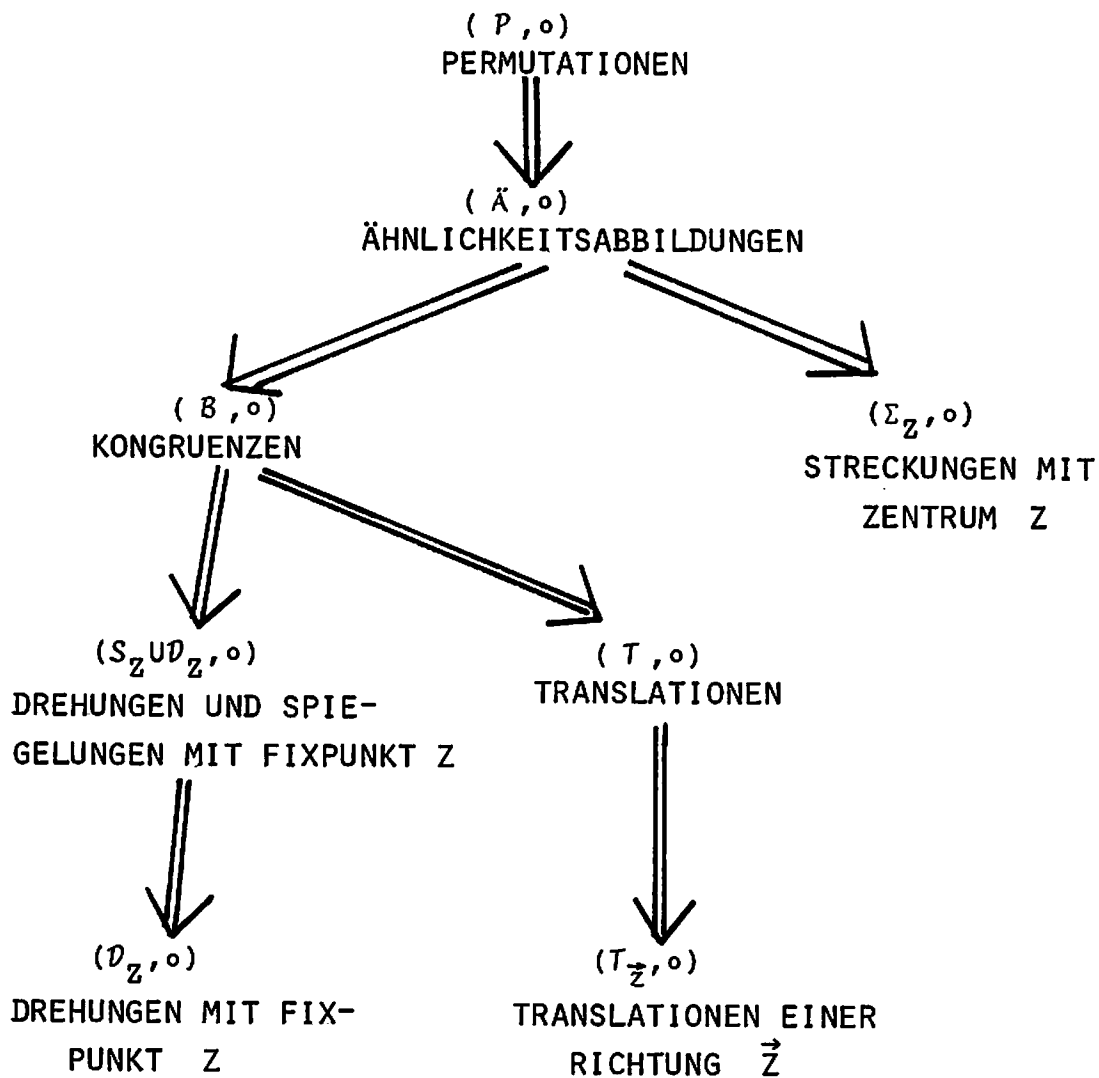 ( P , o)
PERMUTATIONEN
( Ä , o)
ÄHNLICHKEITSABBILDUNGEN
( B , o)
KONGRUENZEN
(Σ_Z, o)
STRECKUNGEN MIT
ZENTRUM Z
(S_Z ∪ D_Z, o)
DREHUNGEN UND SPIE-
GELUNGEN MIT FIXPUNKT Z
( T , o)
TRANSLATIONEN
(D_Z, o)
DREHUNGEN MIT FIX-
PUNKT Z
(T_z⃗, o)
TRANSLATIONEN EINER
RICHTUNG Z⃗